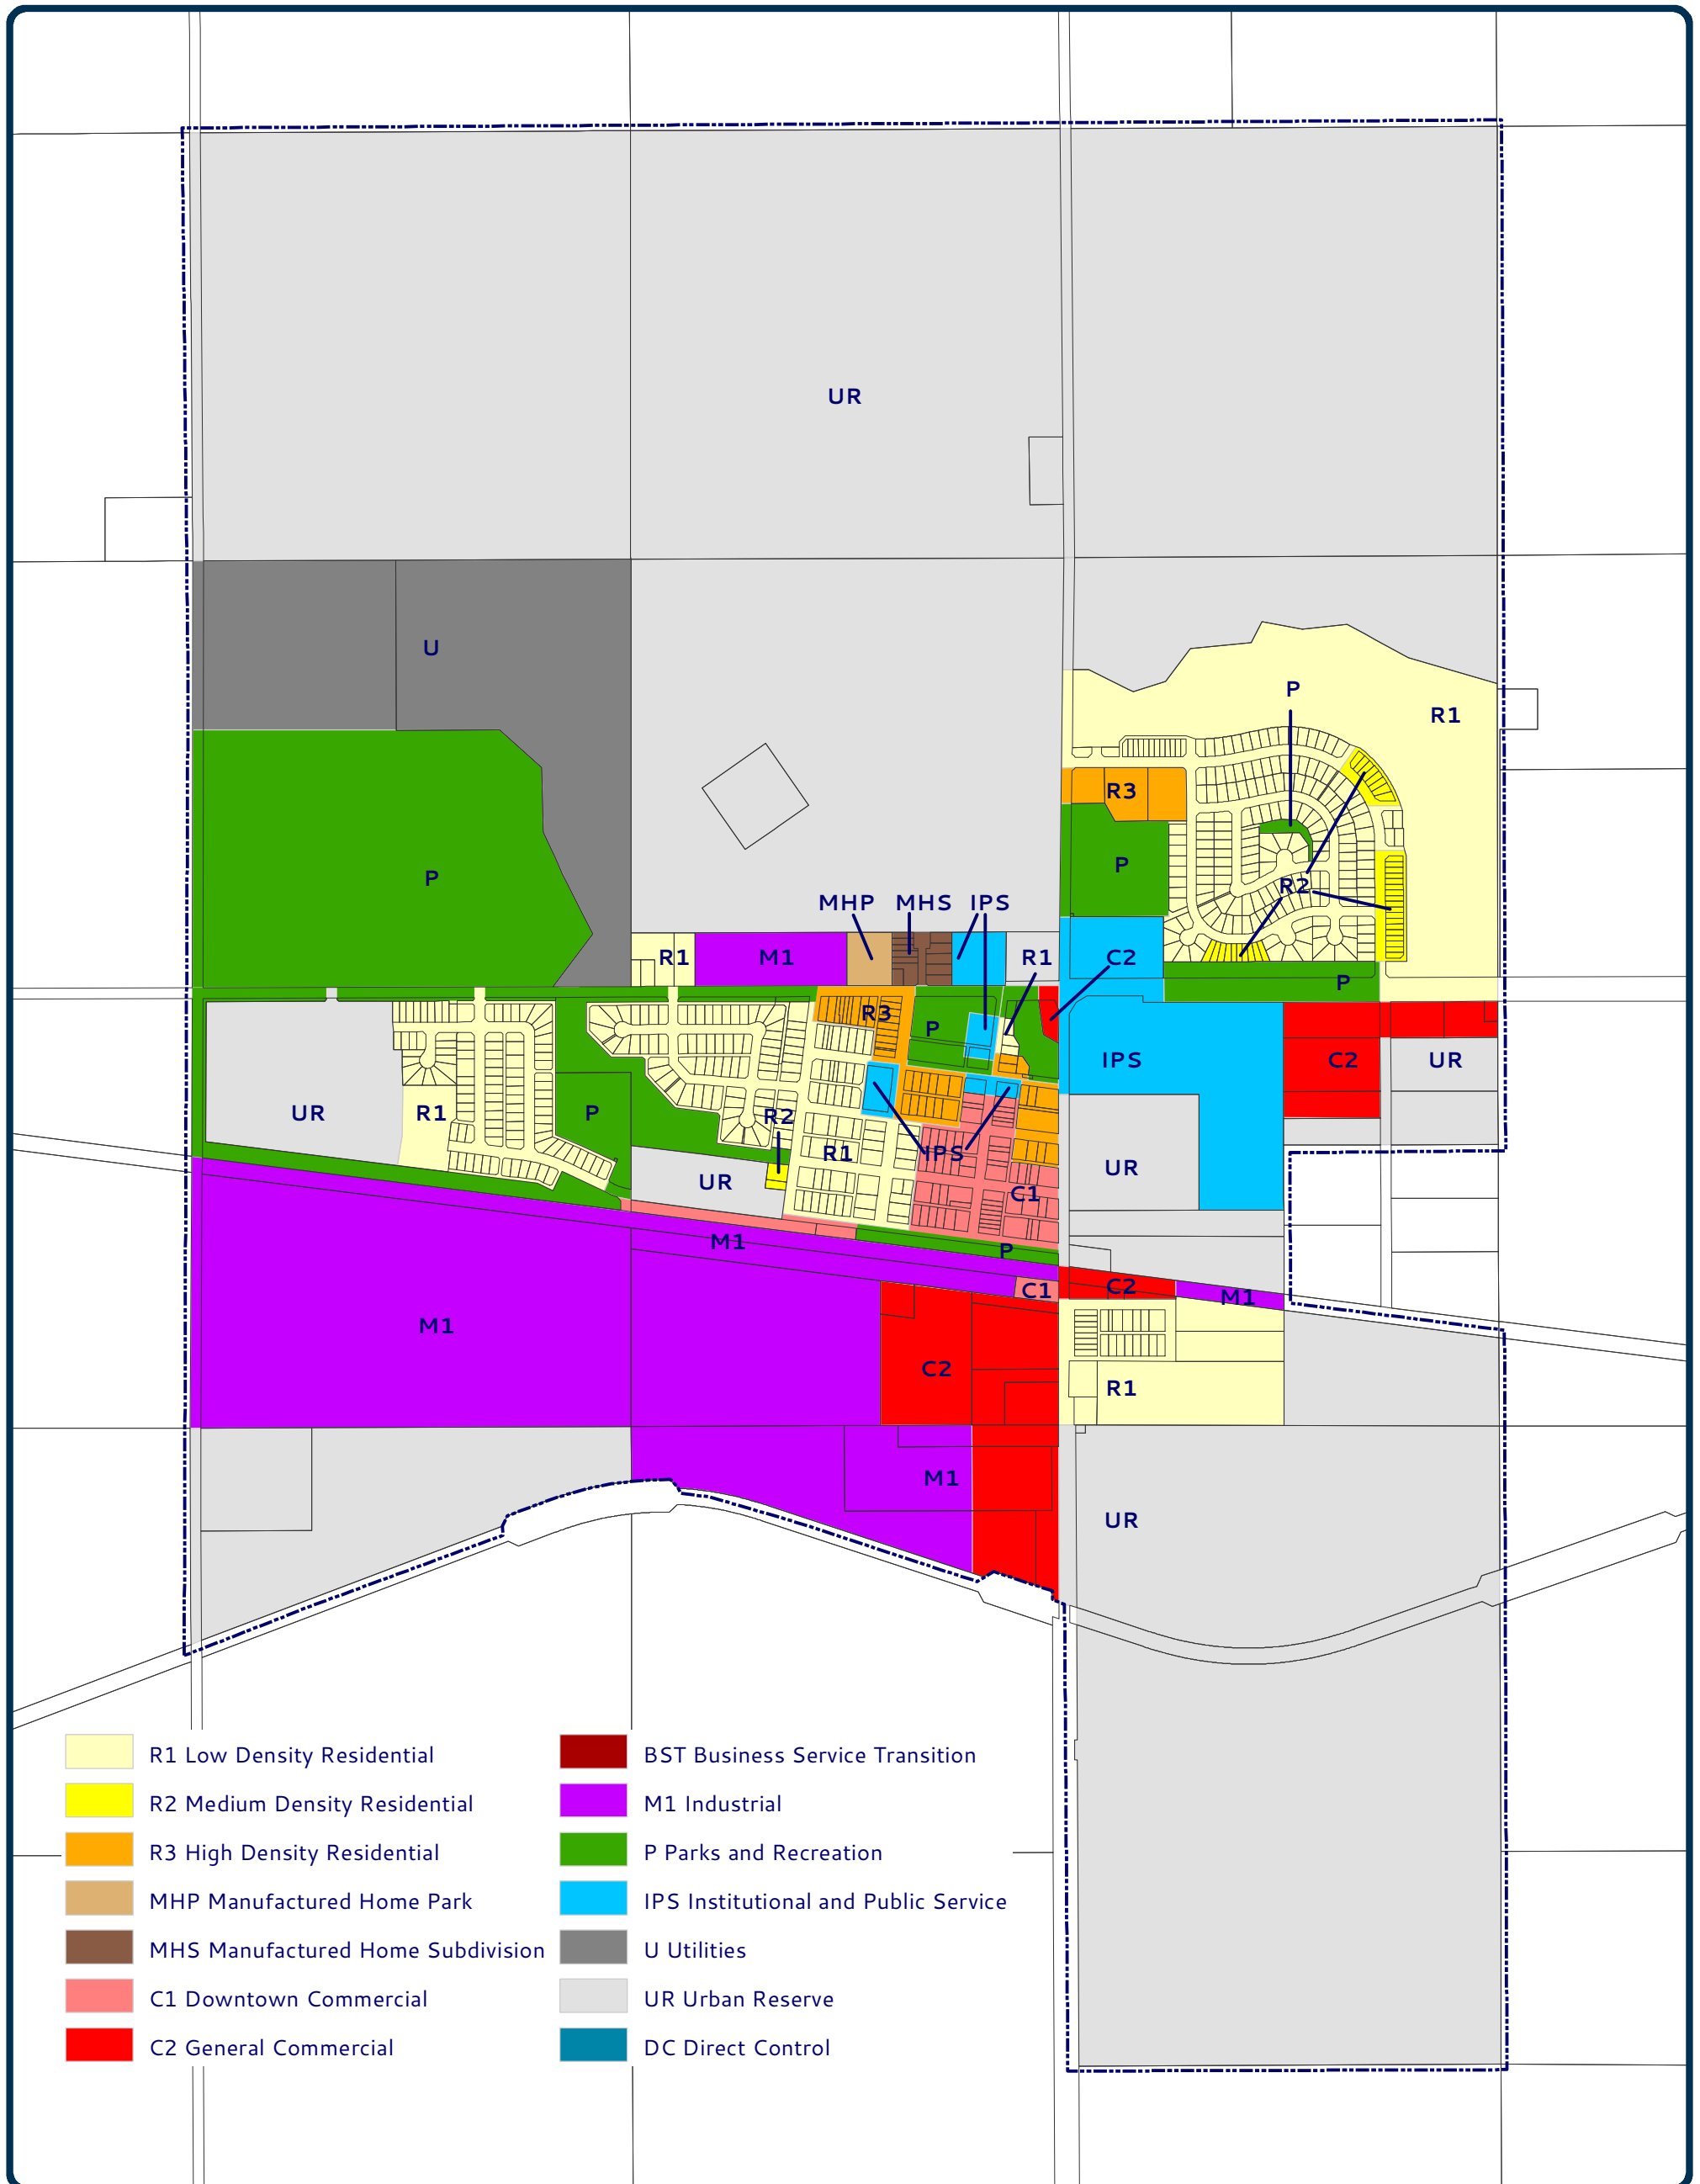 UR
U
P
R1
R3
P
P
R2
MHP
MHS
IPS
R1
M1
R1
C2
P
R3
P
IPS
C2
UR
UR
R1
P
R2
R1
IPS
UR
UR
C1
M1
P
C1
C2
M1
M1
C2
R1
M1
UR
R1 Low Density Residential
R2 Medium Density Residential
R3 High Density Residential
MHP Manufactured Home Park
MHS Manufactured Home Subdivision
C1 Downtown Commercial
C2 General Commercial
BST Business Service Transition
M1 Industrial
P Parks and Recreation
IPS Institutional and Public Service
U Utilities
UR Urban Reserve
DC Direct Control